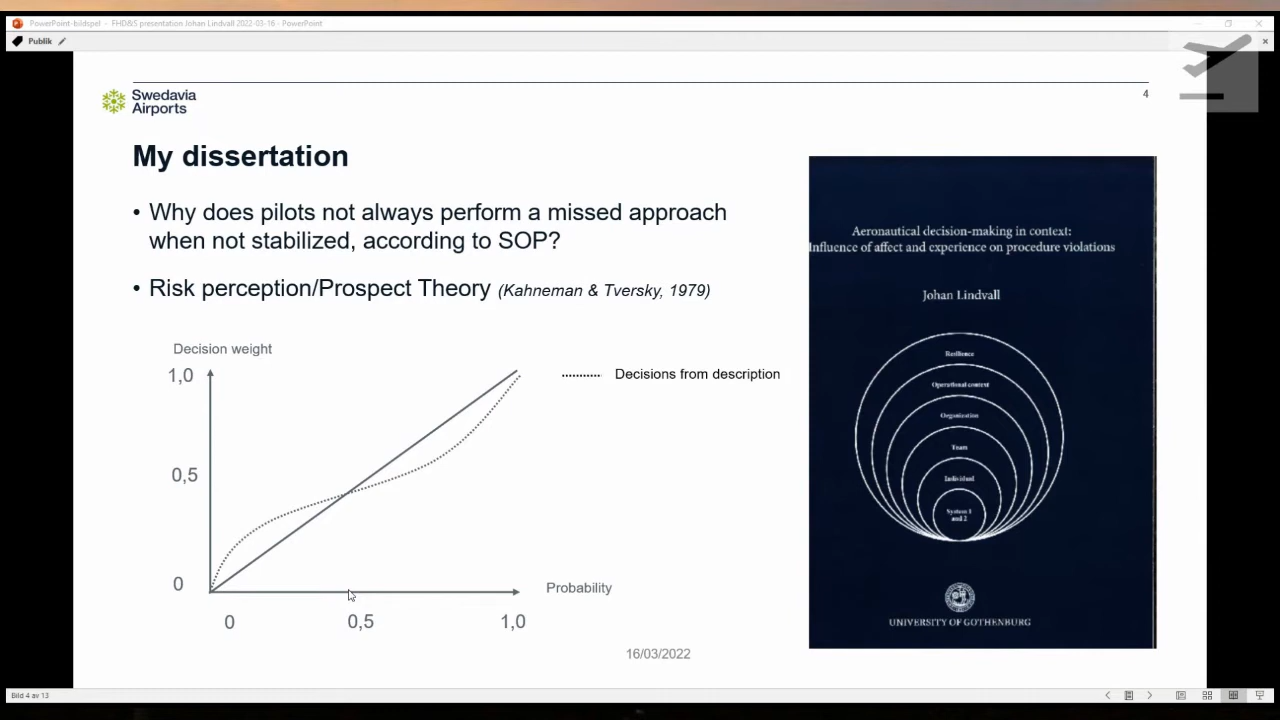 PowerPoint-bildspel – FHD&S presentation Johan Lindvall 2022-03-16 - PowerPoint
Publik
4
Swedavia
Airports
My dissertation
• Why does pilots not always perform a missed approach
when not stabilized, according to SOP?
• Risk perception/Prospect Theory (Kahneman & Tversky, 1979)
Decision weight
1,0
0,5
0
0
0,5
1,0
Probability
Decisions from description
16/03/2022
Aeronautical decision-making in context:
Influence of affect and experience on procedure violations
Johan Lindvall
Resilience
Operational context
Organization
Team
Individual
System 1
and 2
UNIVERSITY OF GOTHENBURG
Bild 4 av 13